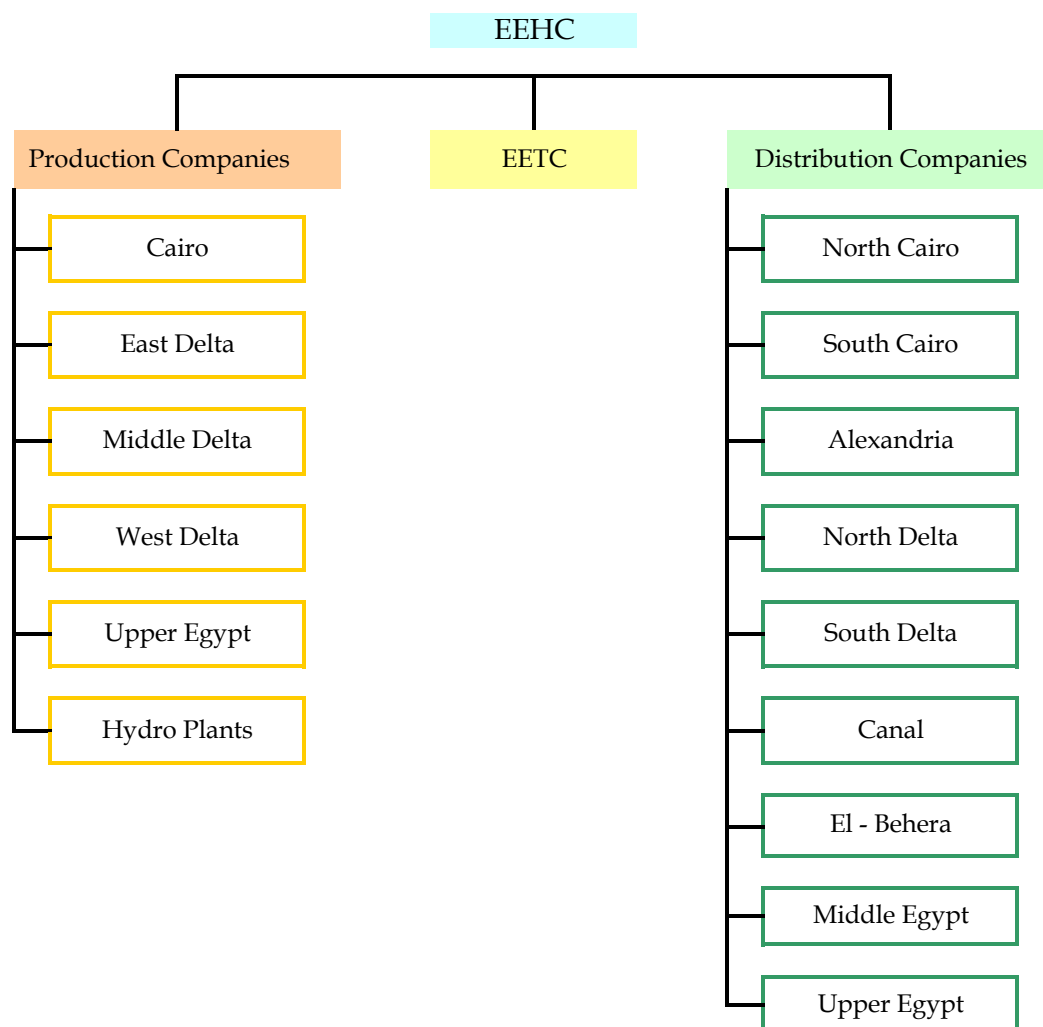 EEHC
Production Companies
EETC
Distribution Companies
Cairo
East Delta
Middle Delta
West Delta
Upper Egypt
Hydro Plants
North Cairo
South Cairo
Alexandria
North Delta
South Delta
Canal
El - Behera
Middle Egypt
Upper Egypt